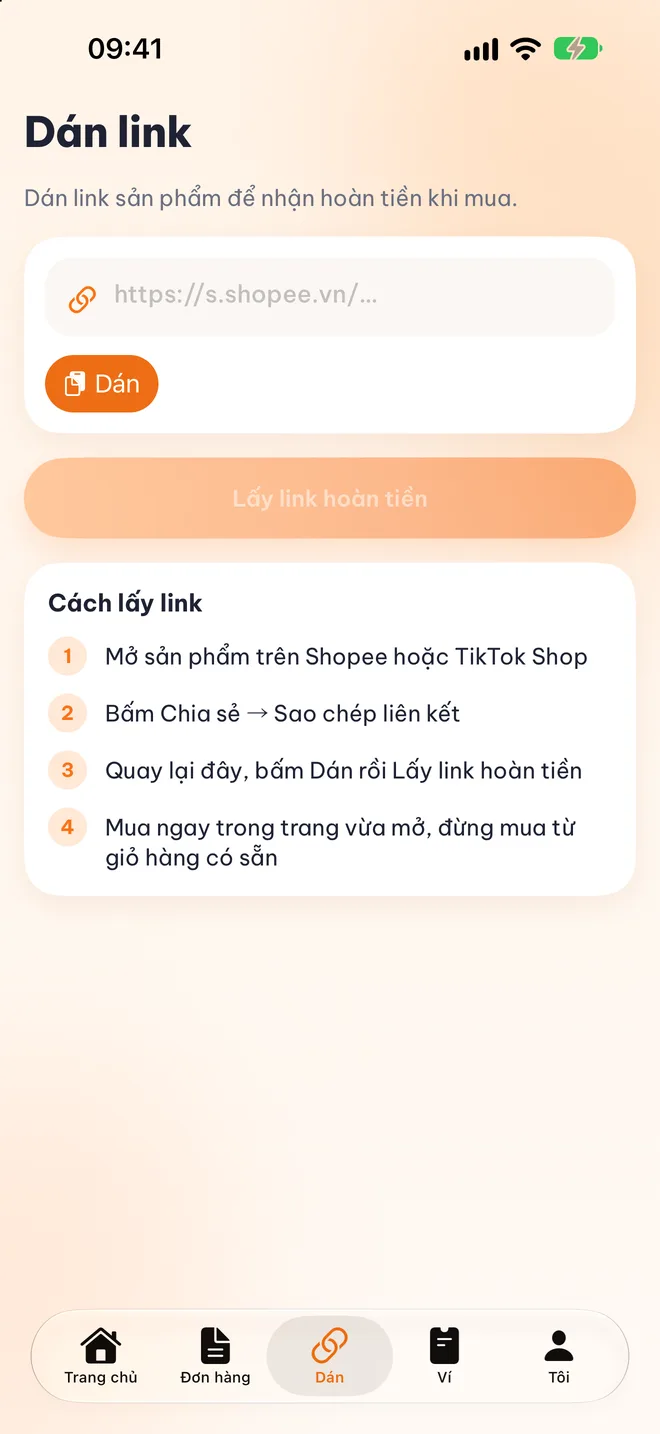 09:41
Dán link
Dán link sản phẩm để nhận hoàn tiền khi mua.
https://s.shopee.vn/...
Dán
Lấy link hoàn tiền
Cách lấy link
1 Mở sản phẩm trên Shopee hoặc TikTok Shop
2 Bấm Chia sẻ → Sao chép liên kết
3 Quay lại đây, bấm Dán rồi Lấy link hoàn tiền
4 Mua ngay trong trang vừa mở, đừng mua từ
giỏ hàng có sẵn
Trang chủ Đơn hàng Dán Ví Tôi